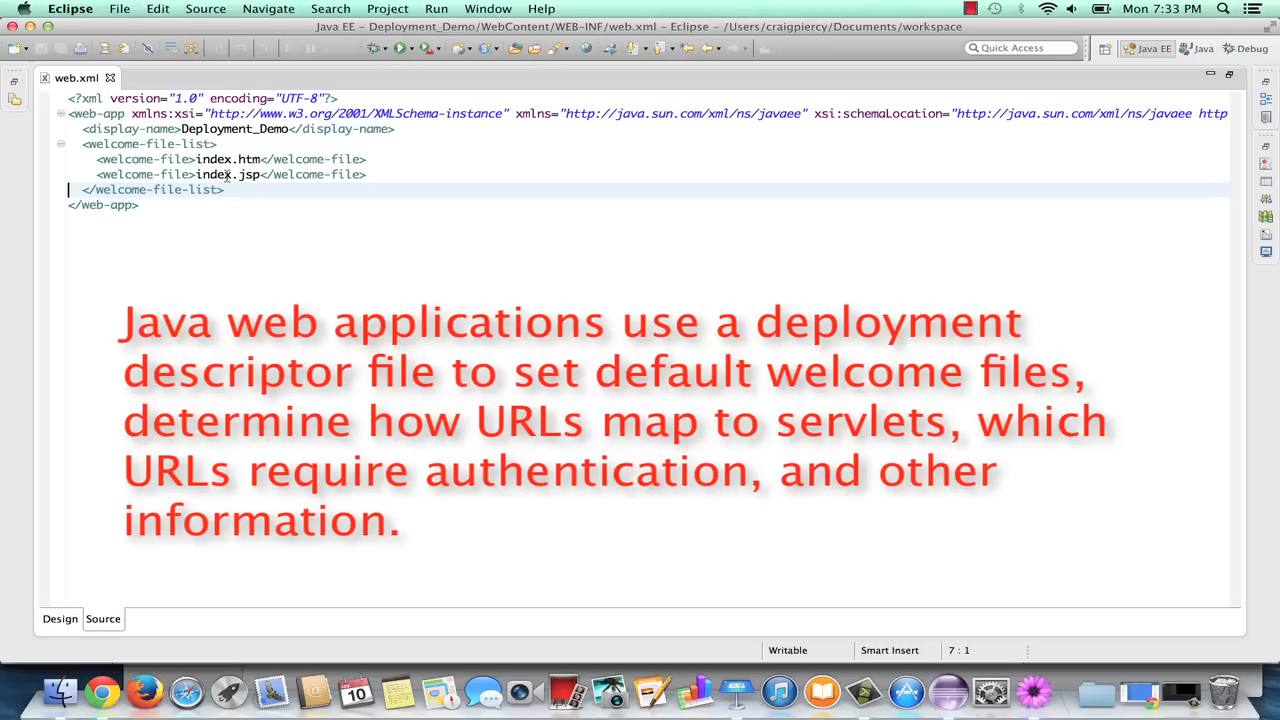 Eclipse File Edit Source Navigate Search Project Run Window Help Mon 7:33 PM
Java EE – Deployment_Demo/WebContent/WEB-INF/web.xml – Eclipse – /Users/craigpiercy/Documents/workspace
Quick Access Java EE Java Debug
web.xml
<?xml version="1.0" encoding="UTF-8"?>
<web-app xmlns:xsi="http://www.w3.org/2001/XMLSchema-instance" xmlns="http://java.sun.com/xml/ns/javaee" xsi:schemaLocation="http://java.sun.com/xml/ns/javaee http
<display-name>Deployment_Demo</display-name>
<welcome-file-list>
<welcome-file>index.htm</welcome-file>
<welcome-file>index.jsp</welcome-file>
</welcome-file-list>
</web-app>
Java web applications use a deployment
descriptor file to set default welcome files,
determine how URLs map to servlets, which
URLs require authentication, and other
information.
Design Source
Writable Smart Insert 7 : 1
10